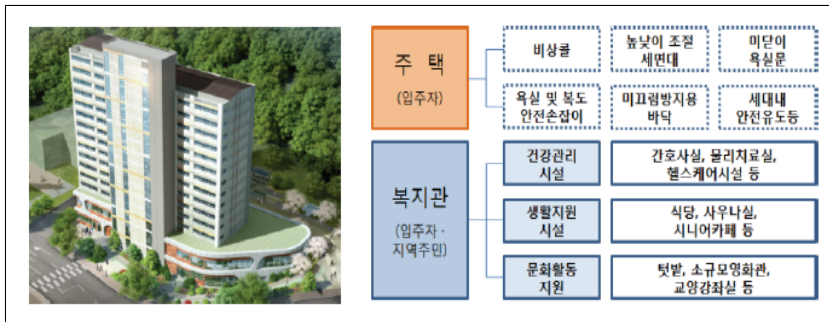 주 택
(입주자)
비상콜
높낮이 조절
세면대
미닫이
욕실문
욕실 및 복도
안전손잡이
미끄럼방지용
바닥
세대내
안전유도등
복지관
(입주자·
지역주민)
건강관리
시설
간호사실, 물리치료실,
헬스케어시설 등
생활지원
시설
식당, 사우나실,
시니어카페 등
문화활동
지원
텃밭, 소규모영화관,
교양강좌실 등